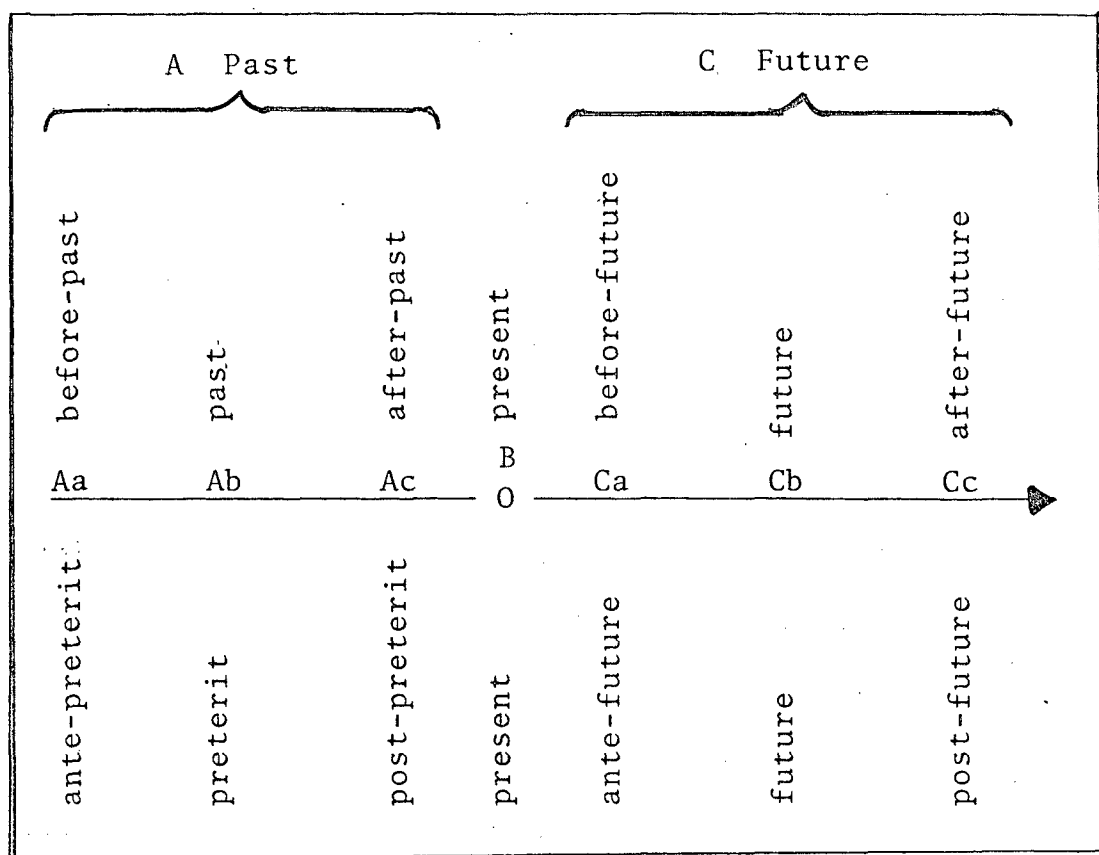 A Past
C Future
before-past
past
after-past
present
before-future
future
after-future
Aa
Ab
Ac
B
O
Ca
Cb
Cc
ante-preterit
preterit
post-preterit
present
ante-future
future
post-future